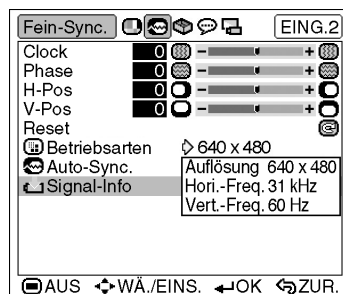 Fein-Sync. EING.2
Clock 0 - +
Phase 0 - +
H-Pos 0 - +
V-Pos 0 - +
Reset
Betriebsarten 640 x 480
Auto-Sync. Auflösung 640 x 480
Signal-Info Hori.-Freq. 31 kHz
Vert.-Freq. 60 Hz
AUS WÄ./EINS. OK ZUR.